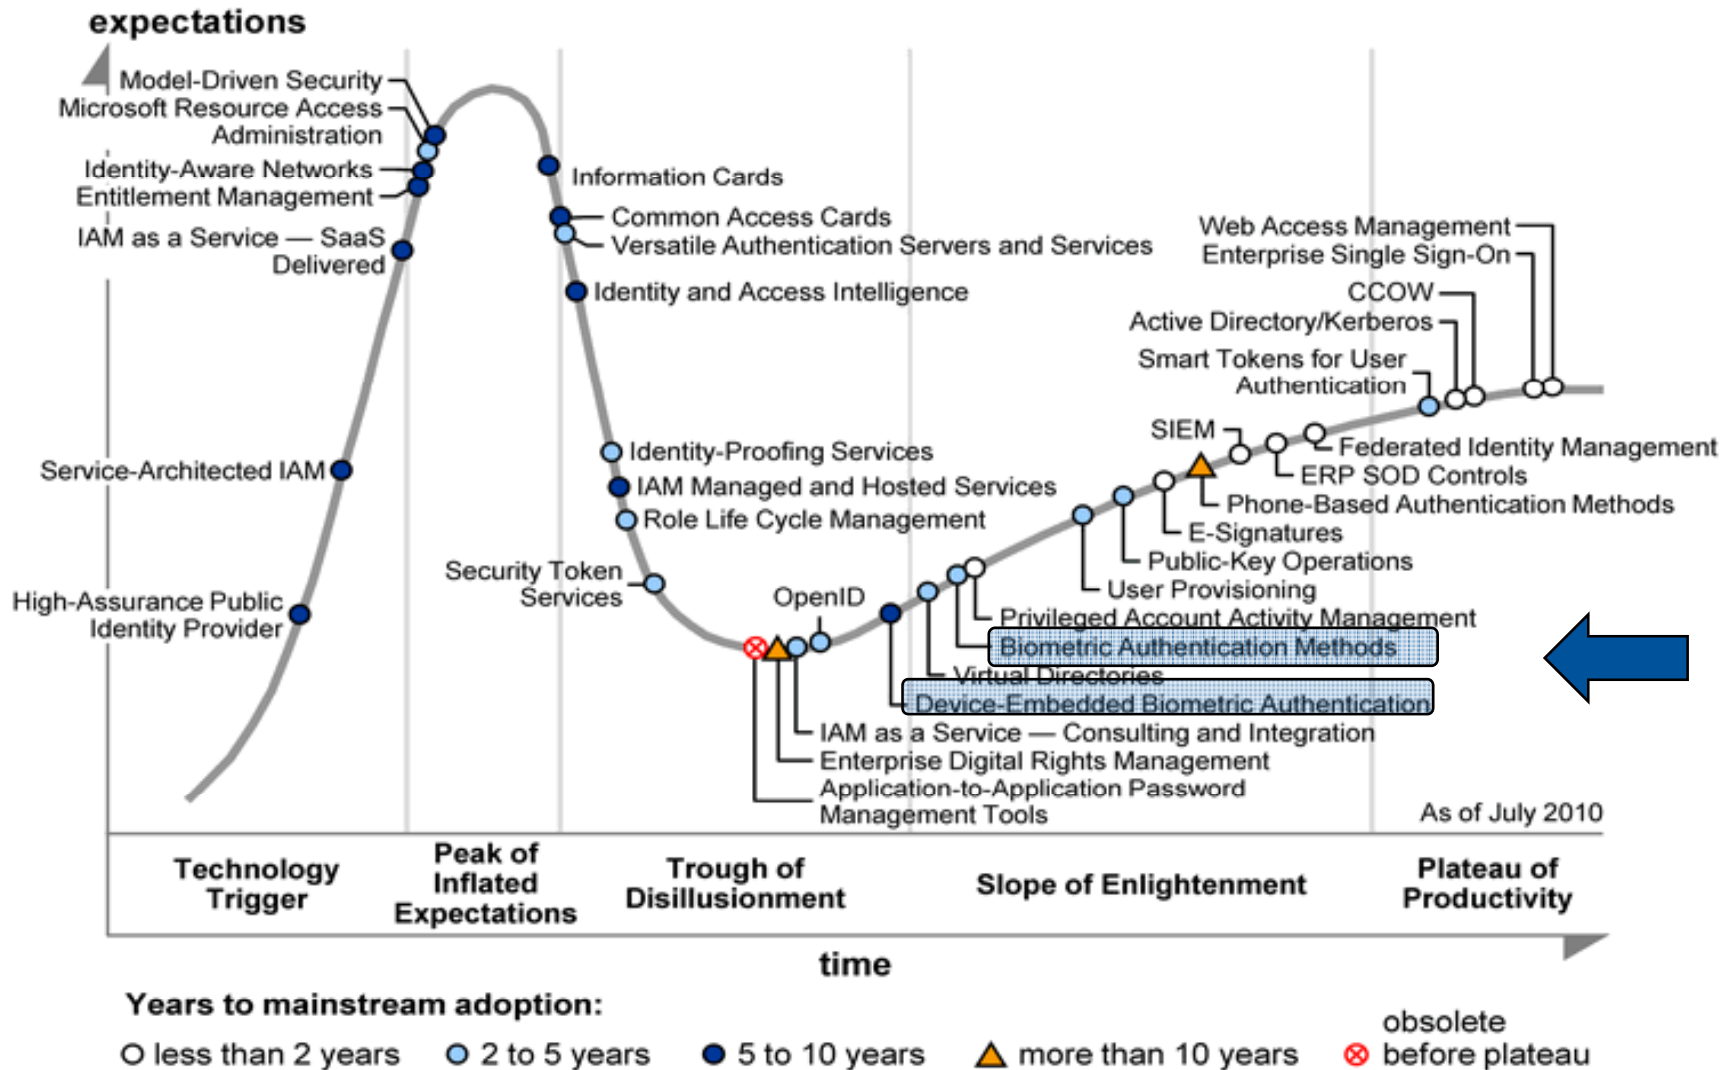 expectations
Model-Driven Security
Microsoft Resource Access
Administration
Identity-Aware Networks
Entitlement Management
IAM as a Service — SaaS
Delivered
Service-Architected IAM
High-Assurance Public
Identity Provider
Information Cards
Common Access Cards
Versatile Authentication Servers and Services
Identity and Access Intelligence
Identity-Proofing Services
IAM Managed and Hosted Services
Role Life Cycle Management
Security Token
Services
OpenID
Web Access Management
Enterprise Single Sign-On
CCOW
Active Directory/Kerberos
Smart Tokens for User
Authentication
SIEM
Federated Identity Management
ERP SOD Controls
Phone-Based Authentication Methods
E-Signatures
Public-Key Operations
User Provisioning
Privileged Account Activity Management
Biometric Authentication Methods
Virtual Directories
Device-Embedded Biometric Authentication
IAM as a Service — Consulting and Integration
Enterprise Digital Rights Management
Application-to-Application Password
Management Tools
As of July 2010
Technology
Trigger
Peak of
Inflated
Expectations
Trough of
Disillusionment
Slope of Enlightenment
Plateau of
Productivity
time
Years to mainstream adoption:
less than 2 years
2 to 5 years
5 to 10 years
more than 10 years
obsolete
before plateau